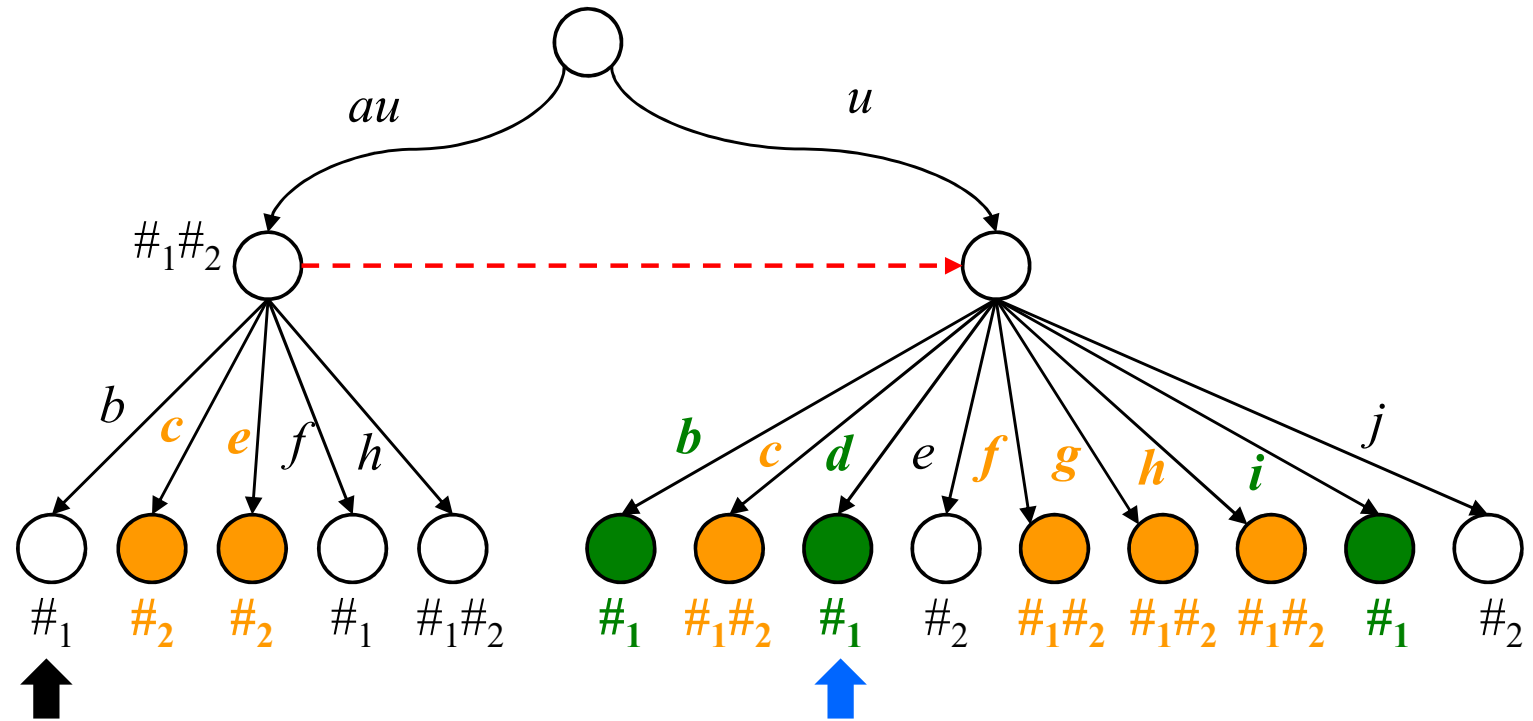 au u
#₁#₂
b c e f h b c d e f g h i j
#₁ #₂ #₂ #₁ #₁#₂ #₁ #₁#₂ #₁ #₂ #₁#₂ #₁#₂ #₁#₂ #₁ #₂